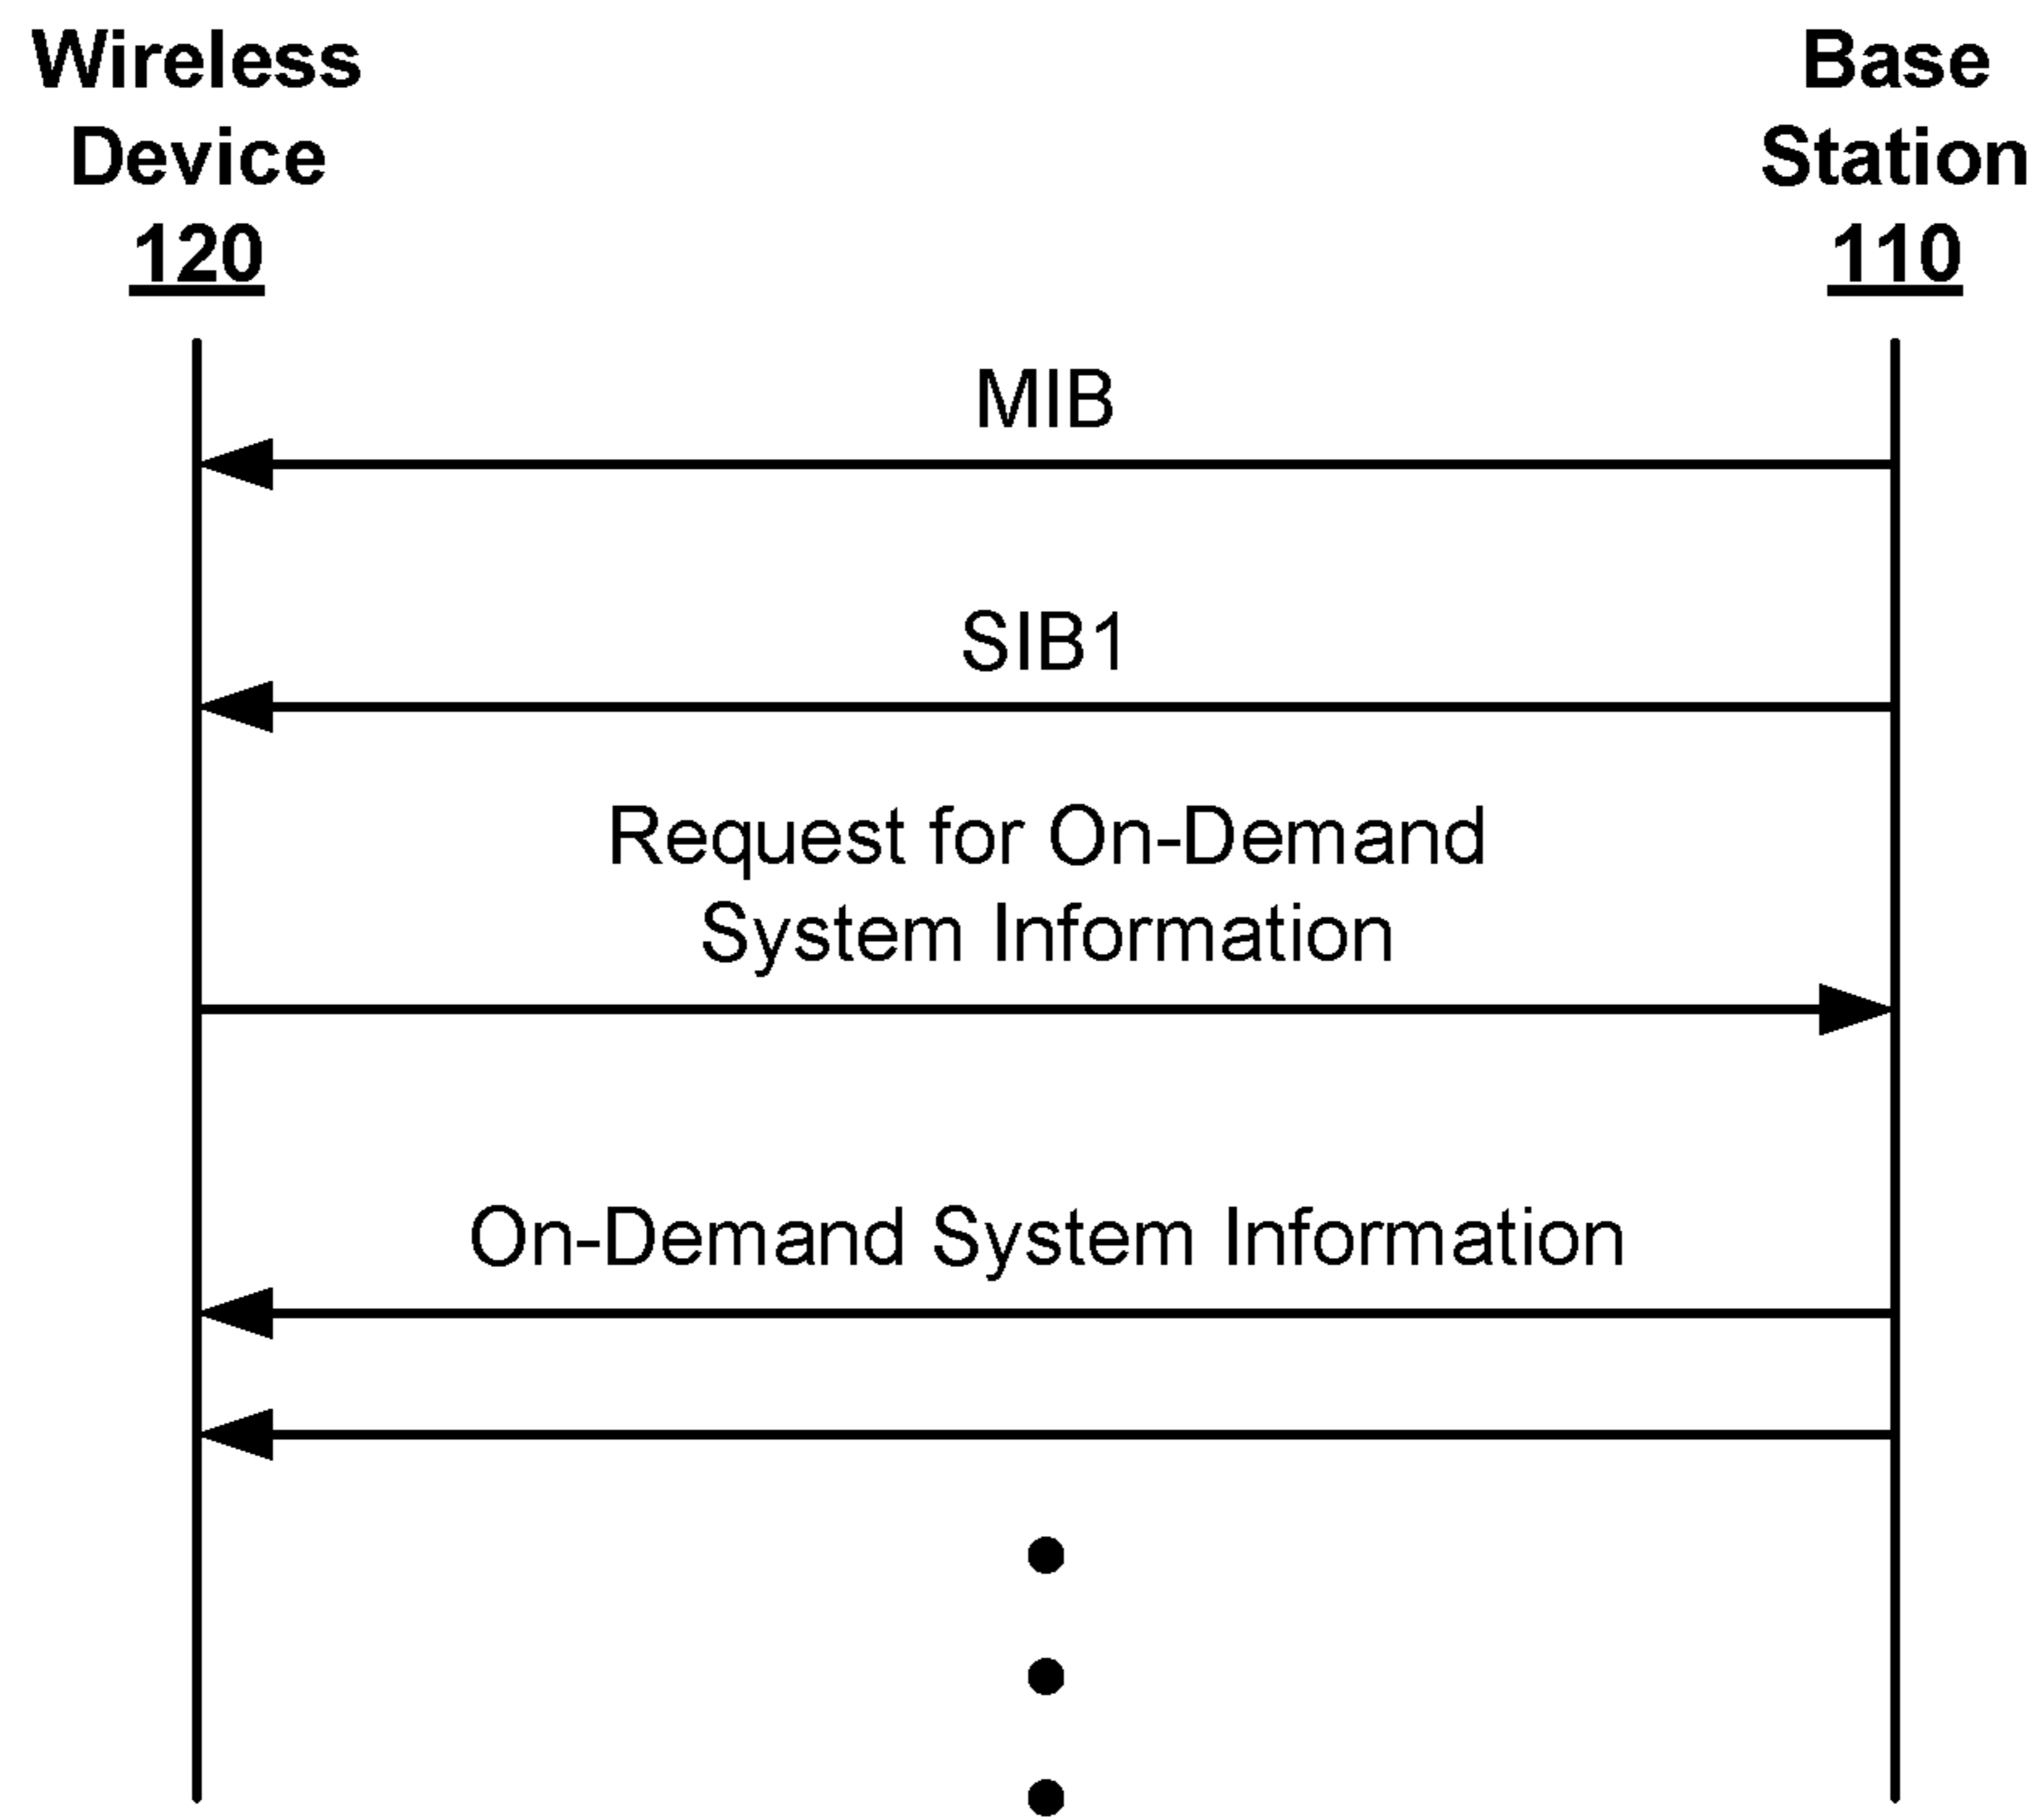 Wireless
Device
120
Base
Station
110
MIB
SIB1
Request for On-Demand
System Information
On-Demand System Information